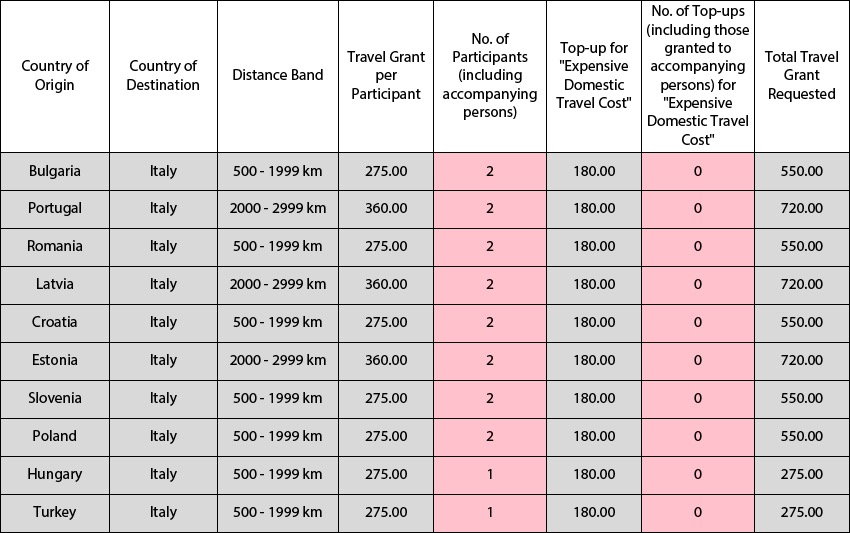 Country of Origin | Country of Destination | Distance Band | Travel Grant per Participant | No. of Participants (including accompanying persons) | Top-up for "Expensive Domestic Travel Cost" | No. of Top-ups (including those granted to accompanying persons) for "Expensive Domestic Travel Cost" | Total Travel Grant Requested
Bulgaria | Italy | 500 - 1999 km | 275.00 | 2 | 180.00 | 0 | 550.00
Portugal | Italy | 2000 - 2999 km | 360.00 | 2 | 180.00 | 0 | 720.00
Romania | Italy | 500 - 1999 km | 275.00 | 2 | 180.00 | 0 | 550.00
Latvia | Italy | 2000 - 2999 km | 360.00 | 2 | 180.00 | 0 | 720.00
Croatia | Italy | 500 - 1999 km | 275.00 | 2 | 180.00 | 0 | 550.00
Estonia | Italy | 2000 - 2999 km | 360.00 | 2 | 180.00 | 0 | 720.00
Slovenia | Italy | 500 - 1999 km | 275.00 | 2 | 180.00 | 0 | 550.00
Poland | Italy | 500 - 1999 km | 275.00 | 2 | 180.00 | 0 | 550.00
Hungary | Italy | 500 - 1999 km | 275.00 | 1 | 180.00 | 0 | 275.00
Turkey | Italy | 500 - 1999 km | 275.00 | 1 | 180.00 | 0 | 275.00